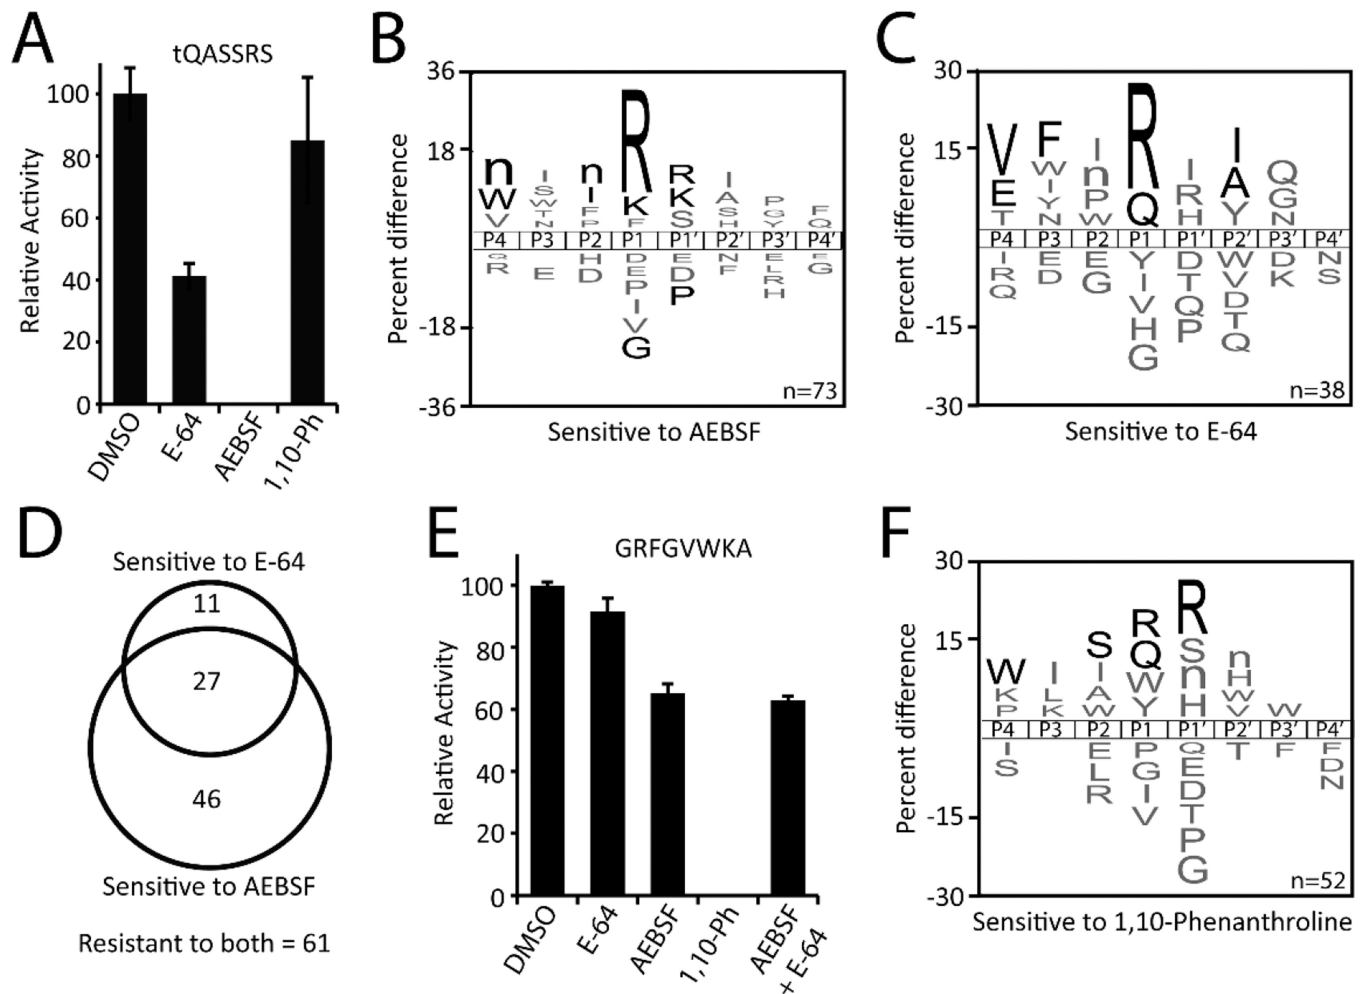 A
tQASSRS
Relative Activity
100
80
60
40
20
0
DMSO
E-64
AEBSF
1,10-Ph
B
Percent difference
36
18
-18
-36
n W V
I S W T N
n I F P
R K F
R K S
I A S H
P G Y
F Q
P4 P3 P2 P1 P1′ P2′ P3′ P4′
Q R
E
H D
D E P I V G
E D P
N F
E L R H
F G
n=73
Sensitive to AEBSF
C
Percent difference
30
15
-15
-30
V E T
F W I Y N
I n P W
R Q
I R H
I A Y
Q G N
P4 P3 P2 P1 P1′ P2′ P3′ P4′
I R Q
E D
E G
Y I V H G
D T Q P
W V D T Q
D K
N S
n=38
Sensitive to E-64
D
Sensitive to E-64
11
27
46
Sensitive to AEBSF
Resistant to both = 61
E
GRFGVWKA
Relative Activity
100
80
60
40
20
0
DMSO
E-64
AEBSF
1,10-Ph
AEBSF
+ E-64
F
Percent difference
30
15
-15
-30
W K P
I L K
S I A W
R Q W Y
R S n H
n H W V
W
P4 P3 P2 P1 P1′ P2′ P3′ P4′
I S
E L R
P G I V
Q E D T P G
T
F
F D N
n=52
Sensitive to 1,10-Phenanthroline